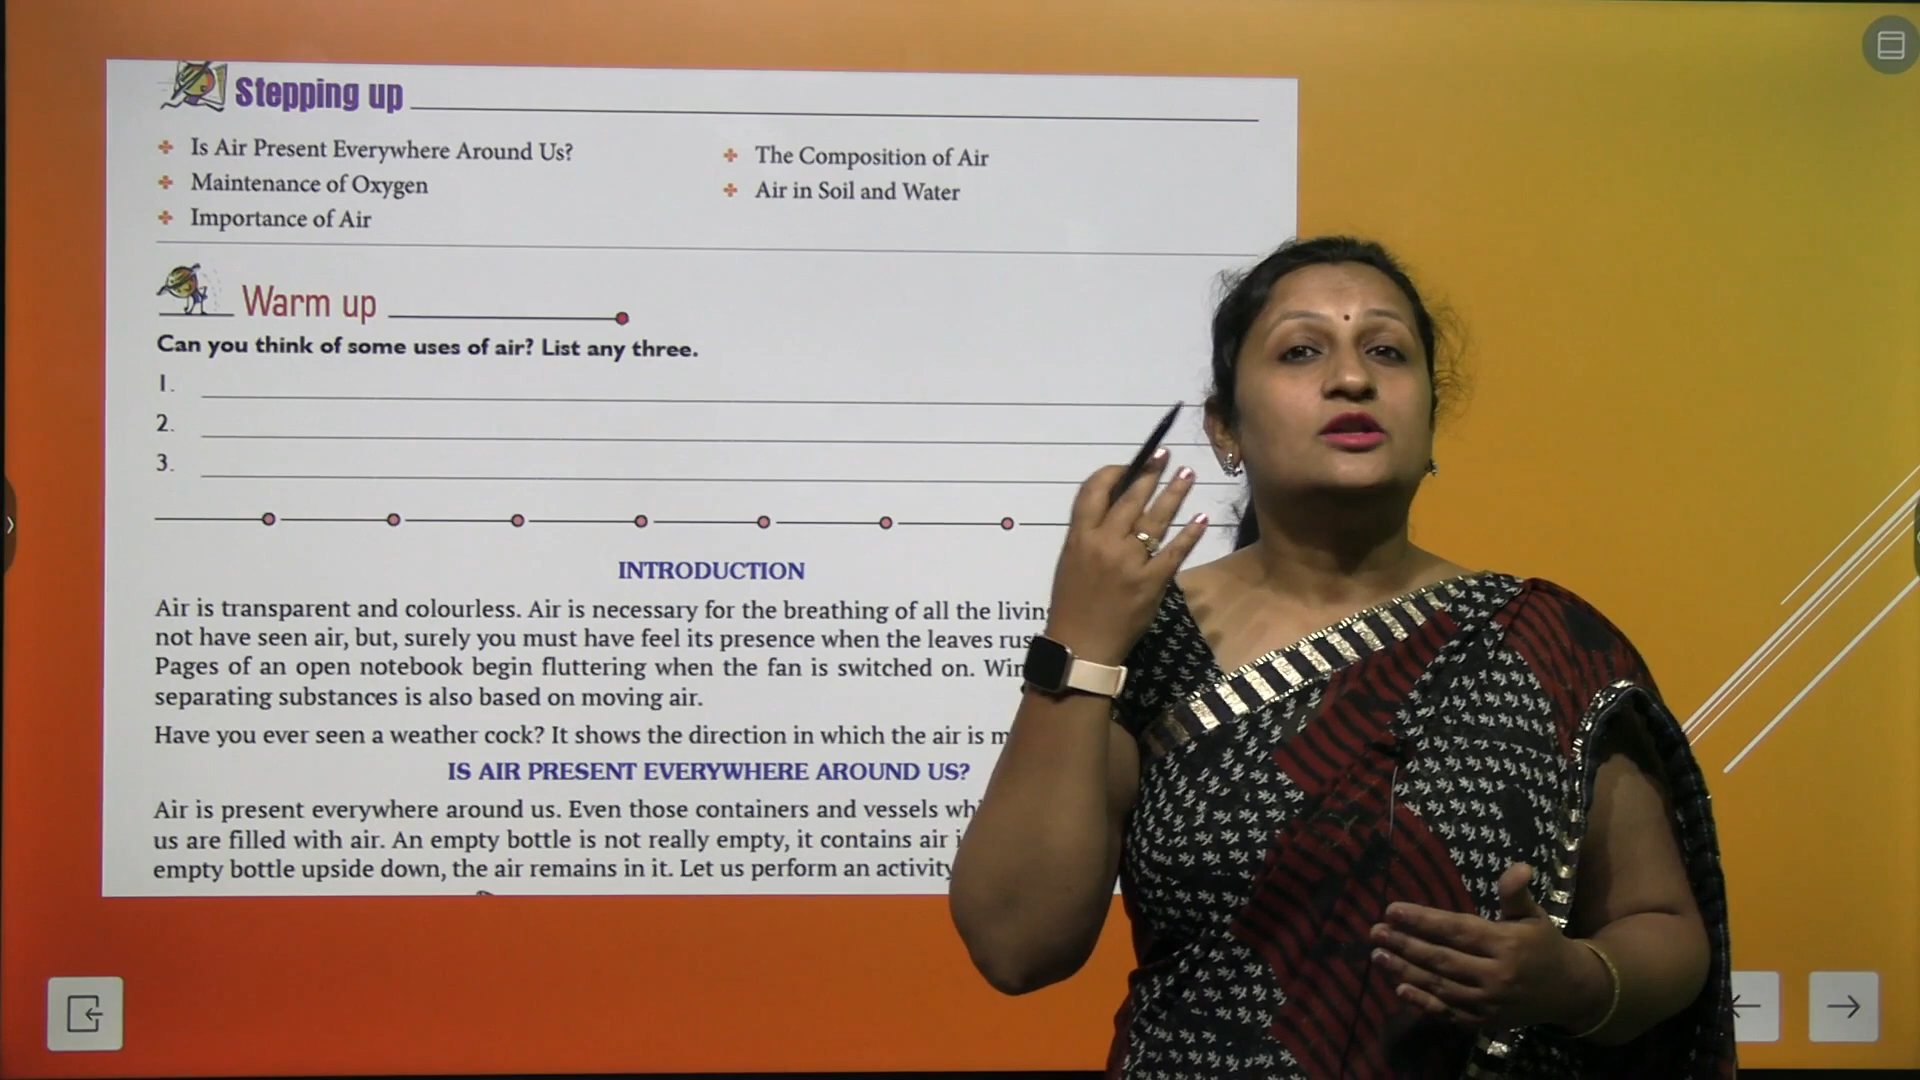 Stepping up
Is Air Present Everywhere Around Us?
The Composition of Air
Maintenance of Oxygen
Air in Soil and Water
Importance of Air
Warm up
Can you think of some uses of air? List any three.
1.
2.
3.
INTRODUCTION
Air is transparent and colourless. Air is necessary for the breathing of all the
not have seen air, but, surely you must have feel its presence when the leaves
Pages of an open notebook begin fluttering when the fan is switched on.
separating substances is also based on moving air.
Have you ever seen a weather cock? It shows the direction in which the air is
IS AIR PRESENT EVERYWHERE AROUND US?
Air is present everywhere around us. Even those containers and vessels
us are filled with air. An empty bottle is not really empty, it contains air
empty bottle upside down, the air remains in it. Let us perform an activity